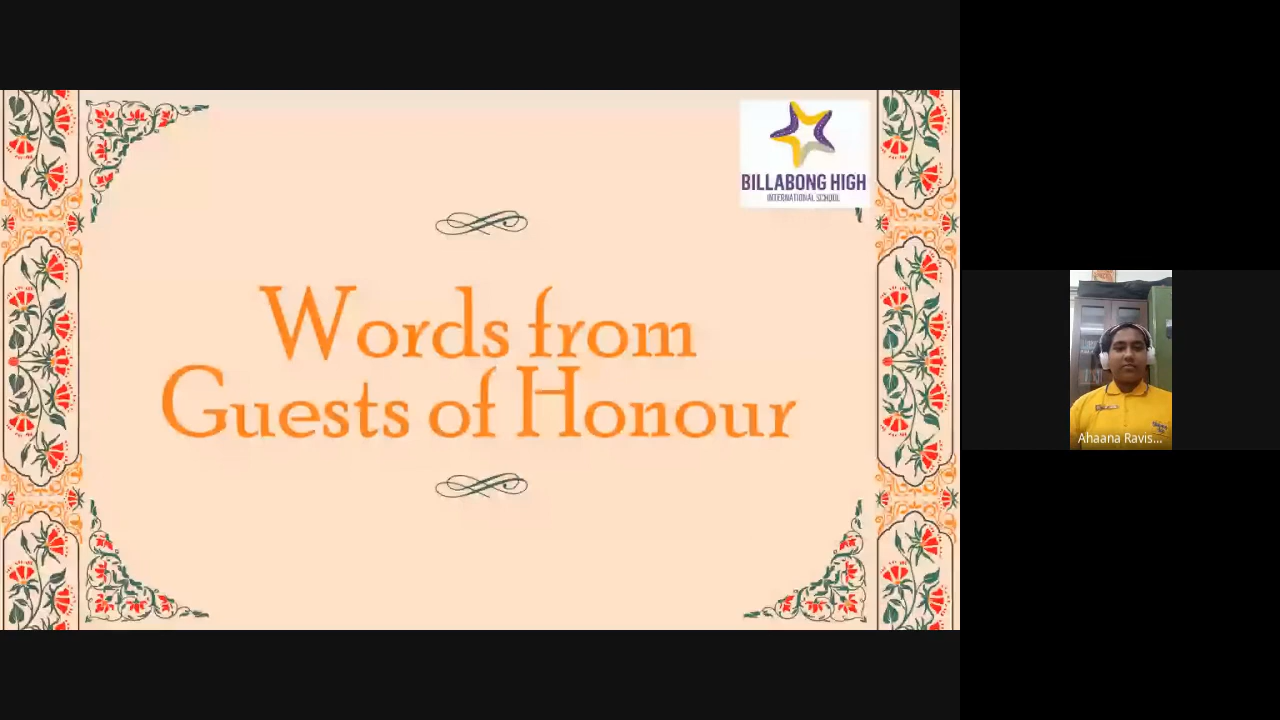 BILLABONG HIGH
INTERNATIONAL SCHOOL
Words from
Guests of Honour
Ahaana Ravis...